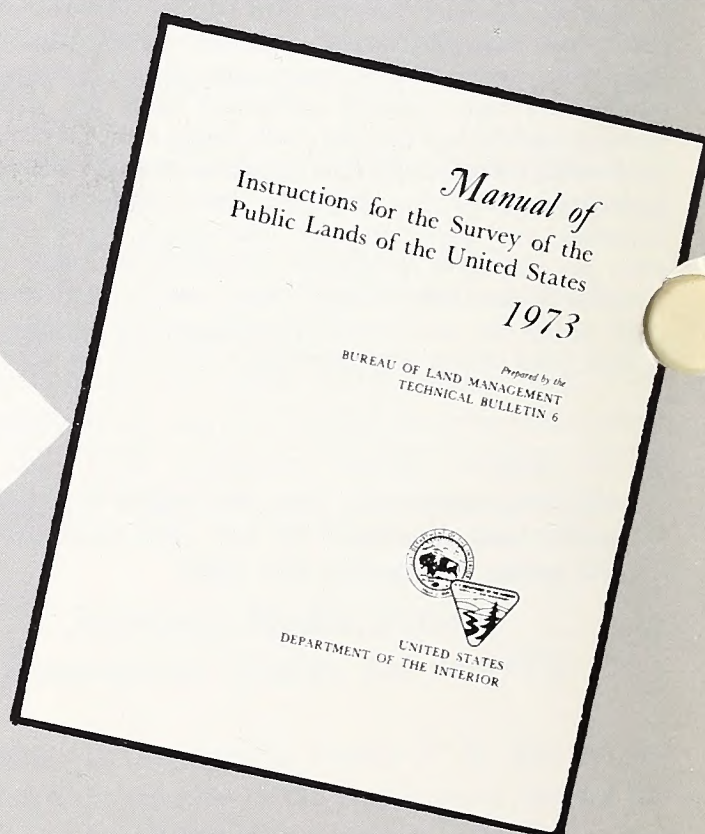 Manual of
Instructions for the Survey of the
Public Lands of the United States
1973
Prepared by the
BUREAU OF LAND MANAGEMENT
TECHNICAL BULLETIN 6
UNITED STATES
DEPARTMENT OF THE INTERIOR